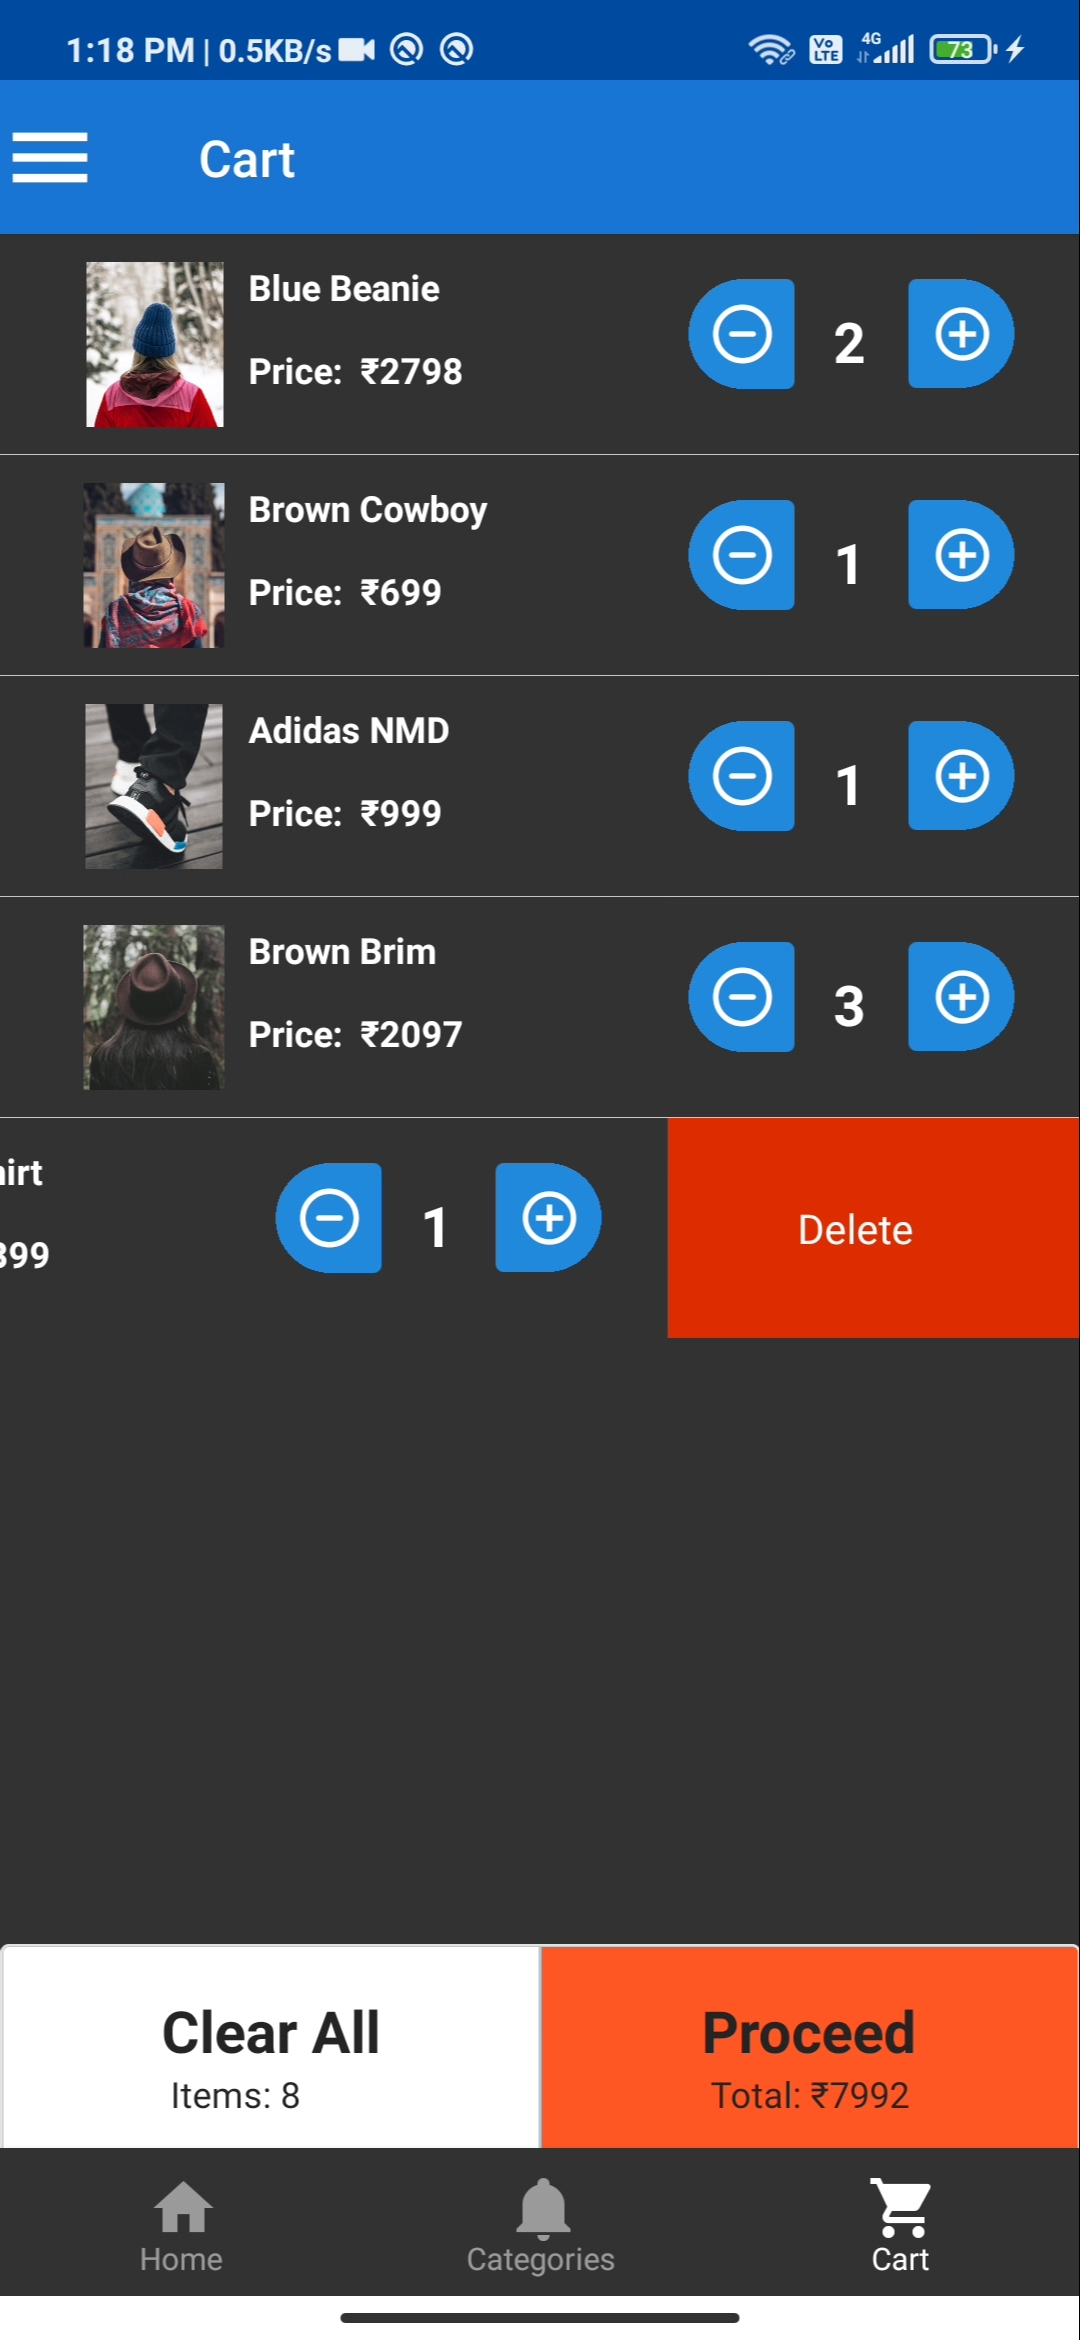 1:18 PM | 0.5KB/s
Vo LTE
4G
73
Cart
Blue Beanie
Price: ₹2798
2
Brown Cowboy
Price: ₹699
1
Adidas NMD
Price: ₹999
1
Brown Brim
Price: ₹2097
3
irt
99
1
Delete
Clear All
Items: 8
Proceed
Total: ₹7992
Home
Categories
Cart